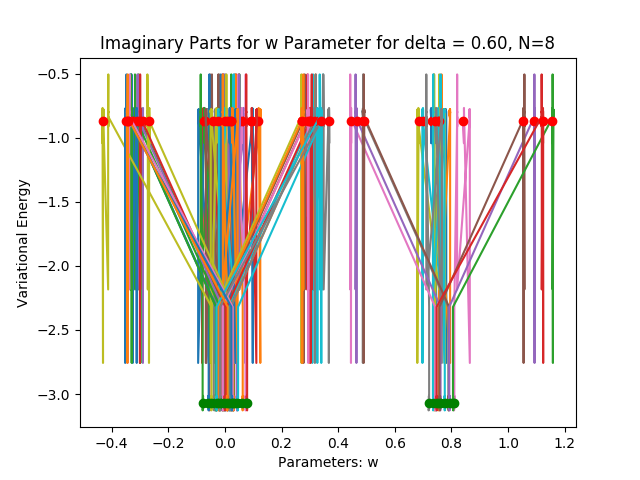 Imaginary Parts for w Parameter for delta = 0.60, N=8
−0.5
−1.0
−1.5
−2.0
−2.5
−3.0
Variational Energy
−0.4 −0.2 0.0 0.2 0.4 0.6 0.8 1.0 1.2
Parameters: w